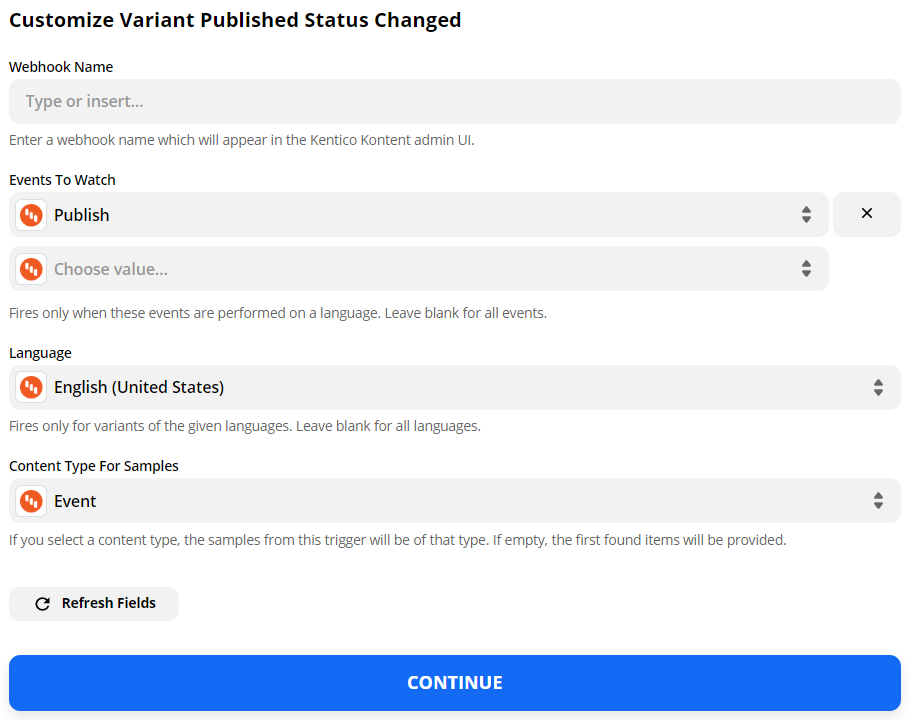 Customize Variant Published Status Changed
Webhook Name
Type or insert...
Enter a webhook name which will appear in the Kentico Kontent admin UI.
Events To Watch
Publish
Choose value...
Fires only when these events are performed on a language. Leave blank for all events.
Language
English (United States)
Fires only for variants of the given languages. Leave blank for all languages.
Content Type For Samples
Event
If you select a content type, the samples from this trigger will be of that type. If empty, the first found items will be provided.
Refresh Fields
CONTINUE